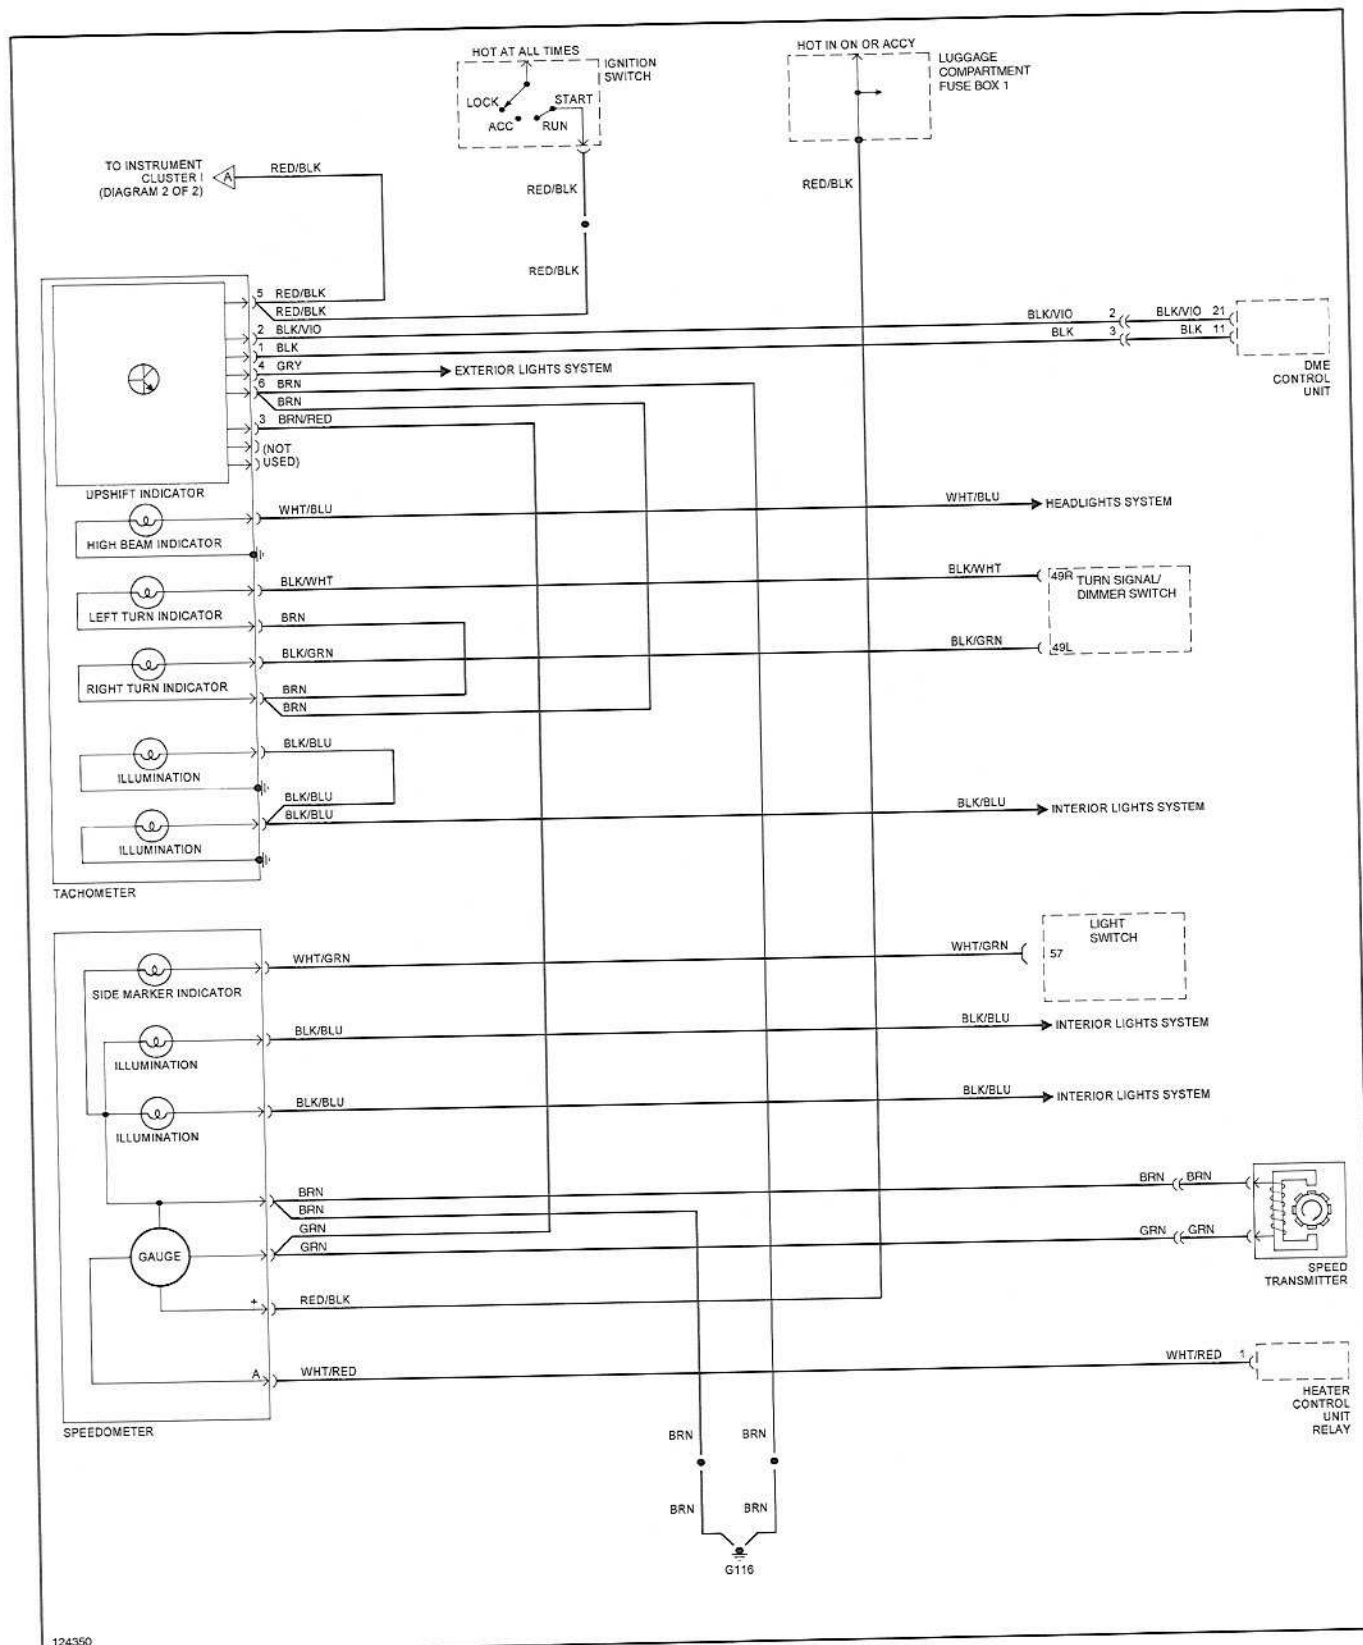 HOT AT ALL TIMES
IGNITION
SWITCH
LOCK
START
ACC
RUN
HOT IN ON OR ACCY
LUGGAGE
COMPARTMENT
FUSE BOX 1
TO INSTRUMENT
CLUSTER I
(DIAGRAM 2 OF 2)
A
RED/BLK
RED/BLK
RED/BLK
RED/BLK
5 RED/BLK
RED/BLK
2 BLK/VIO
1 BLK
4 GRY
EXTERIOR LIGHTS SYSTEM
6 BRN
BRN
3 BRN/RED
(NOT
USED)
BLK/VIO 2 BLK/VIO 21
BLK 3 BLK 11
DME
CONTROL
UNIT
UPSHIFT INDICATOR
WHT/BLU
WHT/BLU
HEADLIGHTS SYSTEM
HIGH BEAM INDICATOR
BLK/WHT
BLK/WHT
49R
TURN SIGNAL/
DIMMER SWITCH
LEFT TURN INDICATOR
BRN
BLK/GRN
BLK/GRN
49L
RIGHT TURN INDICATOR
BRN
BRN
BLK/BLU
ILLUMINATION
BLK/BLU
BLK/BLU
BLK/BLU
INTERIOR LIGHTS SYSTEM
ILLUMINATION
TACHOMETER
LIGHT
SWITCH
WHT/GRN
WHT/GRN
57
SIDE MARKER INDICATOR
BLK/BLU
BLK/BLU
INTERIOR LIGHTS SYSTEM
ILLUMINATION
BLK/BLU
BLK/BLU
INTERIOR LIGHTS SYSTEM
ILLUMINATION
BRN
BRN
BRN
BRN
GRN
GRN
GRN
GRN
GAUGE
SPEED
TRANSMITTER
+
RED/BLK
A
WHT/RED
WHT/RED 1
HEATER
CONTROL
UNIT
RELAY
SPEEDOMETER
BRN
BRN
BRN
BRN
G116
124350